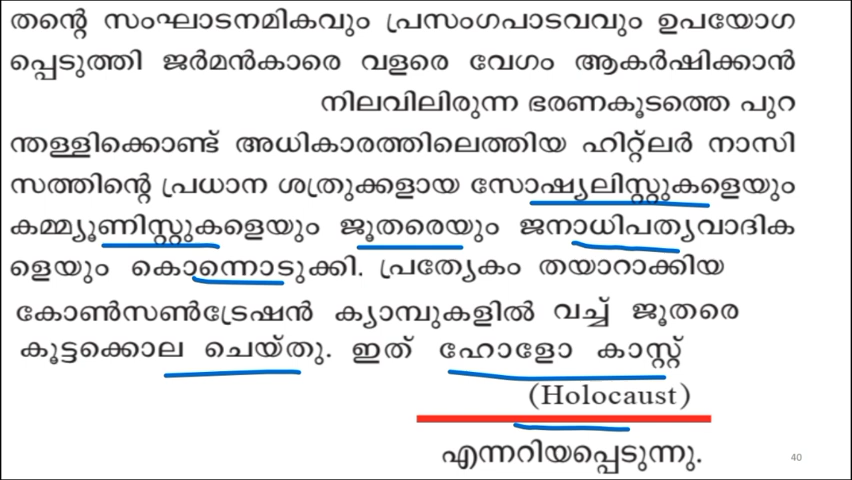 തന്റെ സംഘാടനമികവും പ്രസംഗപാടവവും ഉപയോഗ
പ്പെടുത്തി ജർമൻകാരെ വളരെ വേഗം ആകർഷിക്കാൻ
നിലവിലിരുന്ന ഭരണകൂടത്തെ പുറ
ന്തള്ളിക്കൊണ്ട് അധികാരത്തിലെത്തിയ ഹിറ്റ്ലർ നാസി
സത്തിന്റെ പ്രധാന ശത്രുക്കളായ സോഷ്യലിസ്റ്റുകളെയും
കമ്മ്യൂണിസ്റ്റുകളെയും ജൂതരെയും ജനാധിപത്യവാദിക
ളെയും കൊന്നൊടുക്കി. പ്രത്യേകം തയാറാക്കിയ
കോൺസൺട്രേഷൻ ക്യാമ്പുകളിൽ വച്ച് ജൂതരെ
കൂട്ടക്കൊല ചെയ്തു. ഇത് ഹോളോ കാസ്റ്റ്
(Holocaust)
എന്നറിയപ്പെടുന്നു.
40